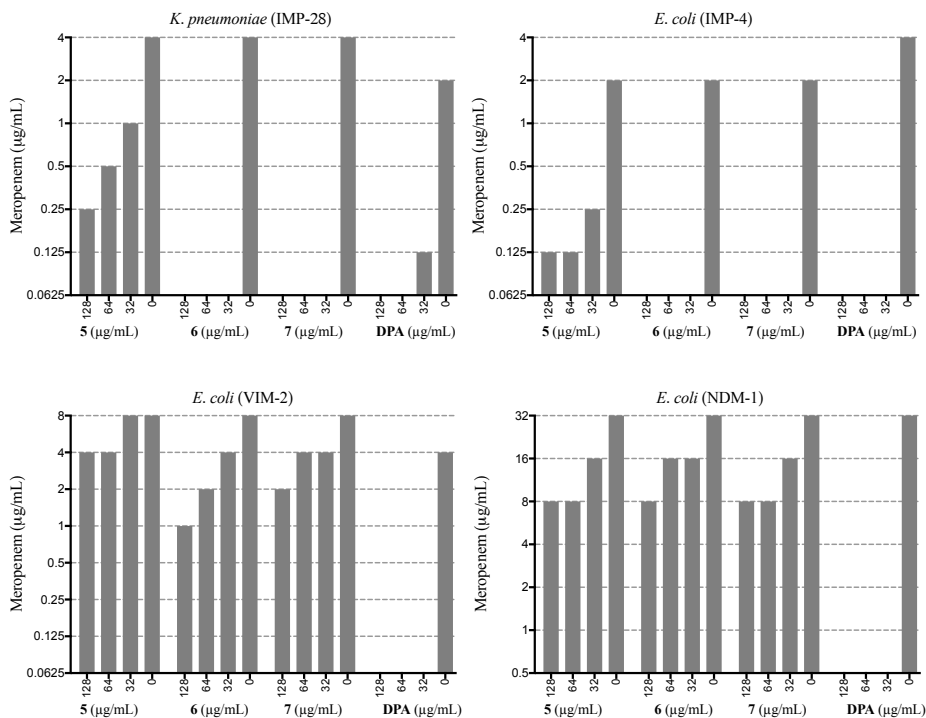 K. pneumoniae (IMP-28)
Meropenem (μg/mL)
4
2
1
0.5
0.25
0.125
0.0625
128 64 32 0 128 64 32 0 128 64 32 0 128 64 32 0
5 (μg/mL) 6 (μg/mL) 7 (μg/mL) DPA (μg/mL)
E. coli (IMP-4)
Meropenem (μg/mL)
4
2
1
0.5
0.25
0.125
0.0625
128 64 32 0 128 64 32 0 128 64 32 0 128 64 32 0
5 (μg/mL) 6 (μg/mL) 7 (μg/mL) DPA (μg/mL)
E. coli (VIM-2)
Meropenem (μg/mL)
8
4
2
1
0.5
0.25
0.125
0.0625
128 64 32 0 128 64 32 0 128 64 32 0 128 64 32 0
5 (μg/mL) 6 (μg/mL) 7 (μg/mL) DPA (μg/mL)
E. coli (NDM-1)
Meropenem (μg/mL)
32
16
8
4
2
1
0.5
128 64 32 0 128 64 32 0 128 64 32 0 128 64 32 0
5 (μg/mL) 6 (μg/mL) 7 (μg/mL) DPA (μg/mL)